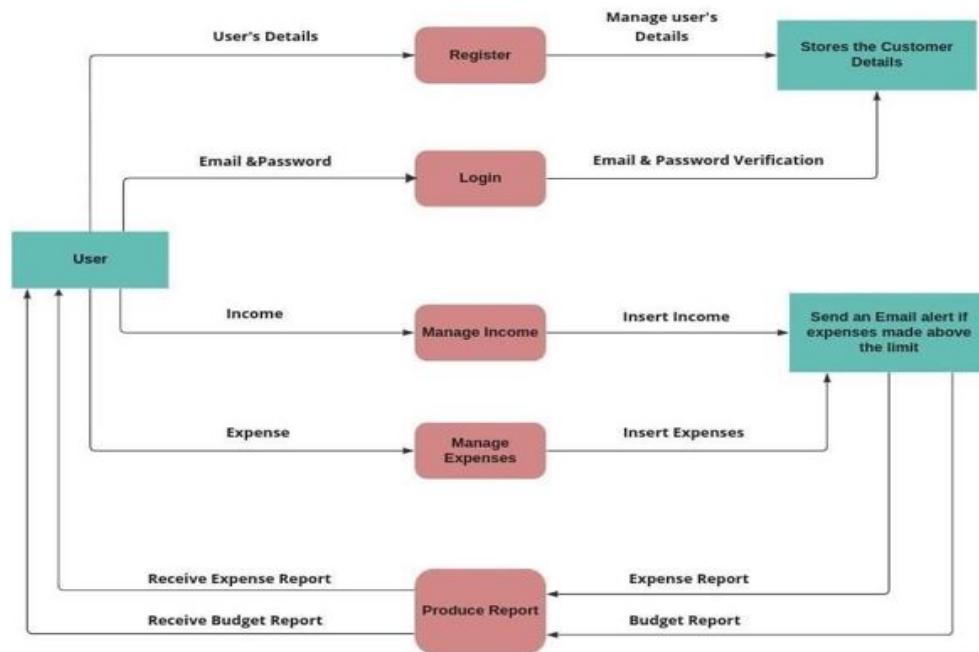 User's Details
Register
Manage user's
Details
Stores the Customer
Details
Email &Password
Login
Email & Password Verification
User
Income
Manage Income
Insert Income
Send an Email alert if
expenses made above
the limit
Expense
Manage
Expenses
Insert Expenses
Receive Expense Report
Receive Budget Report
Produce Report
Expense Report
Budget Report